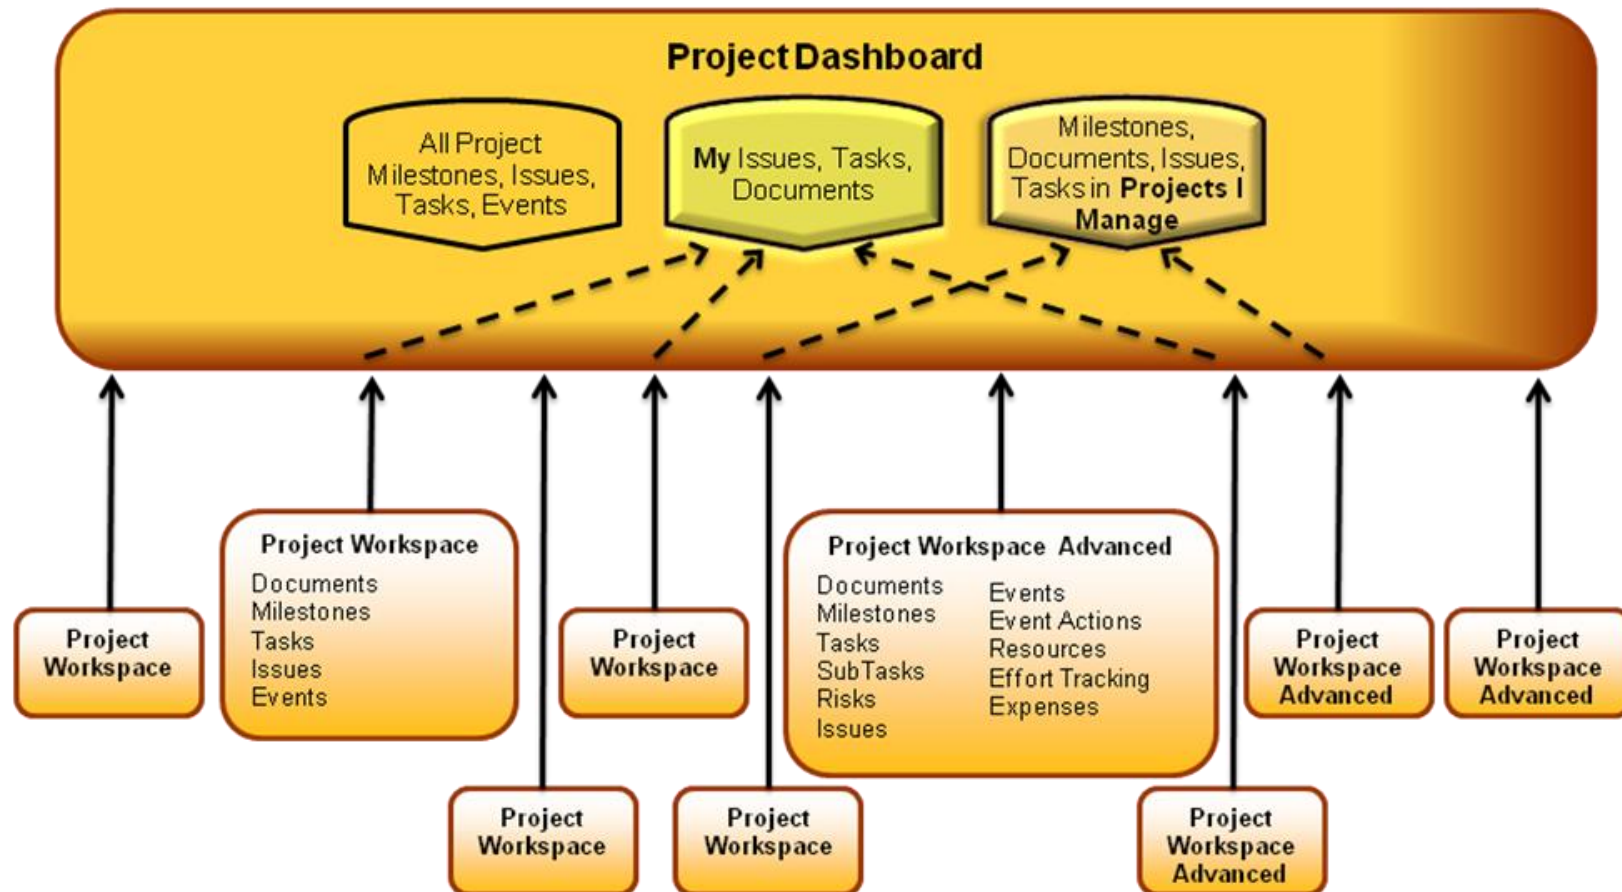 Project Dashboard
All Project
Milestones, Issues,
Tasks, Events
My Issues, Tasks,
Documents
Milestones,
Documents, Issues,
Tasks in Projects I
Manage
Project
Workspace
Project Workspace
Documents
Milestones
Tasks
Issues
Events
Project
Workspace
Project
Workspace
Project
Workspace
Project Workspace Advanced
Documents
Milestones
Tasks
SubTasks
Risks
Issues
Events
Event Actions
Resources
Effort Tracking
Expenses
Project
Workspace
Advanced
Project
Workspace
Advanced
Project
Workspace
Advanced